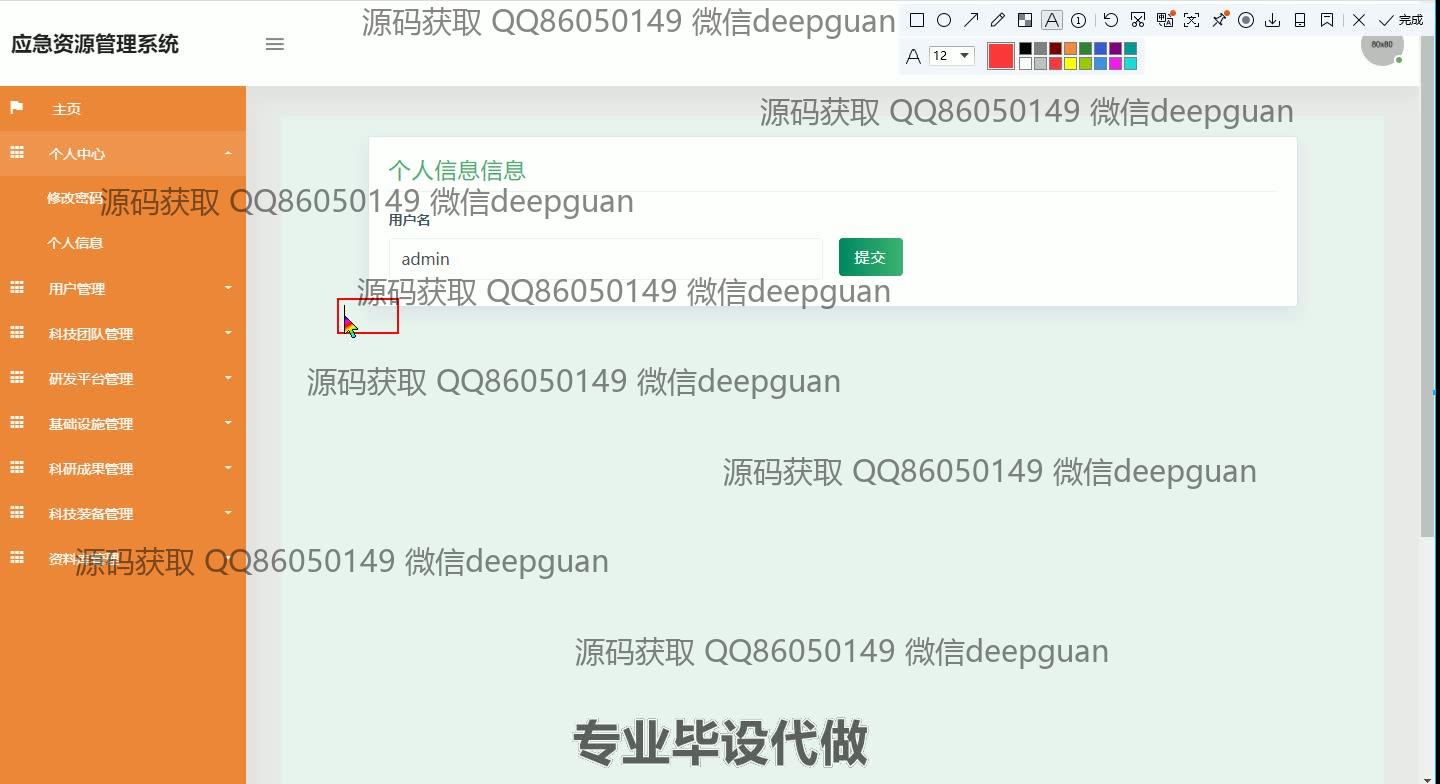 源码获取 QQ86050149 微信deepguan
完成
应急资源管理系统
80x80
12
源码获取 QQ86050149 微信deepguan
主页
个人中心
个人信息信息
修改密码
源码获取 QQ86050149 微信deepguan
用户名
个人信息
admin
提交
用户管理
源码获取 QQ86050149 微信deepguan
科技团队管理
研发平台管理
源码获取 QQ86050149 微信deepguan
基础设施管理
科研成果管理
源码获取 QQ86050149 微信deepguan
科技装备管理
源码获取 QQ86050149 微信deepguan
源码获取 QQ86050149 微信deepguan
专业毕设代做